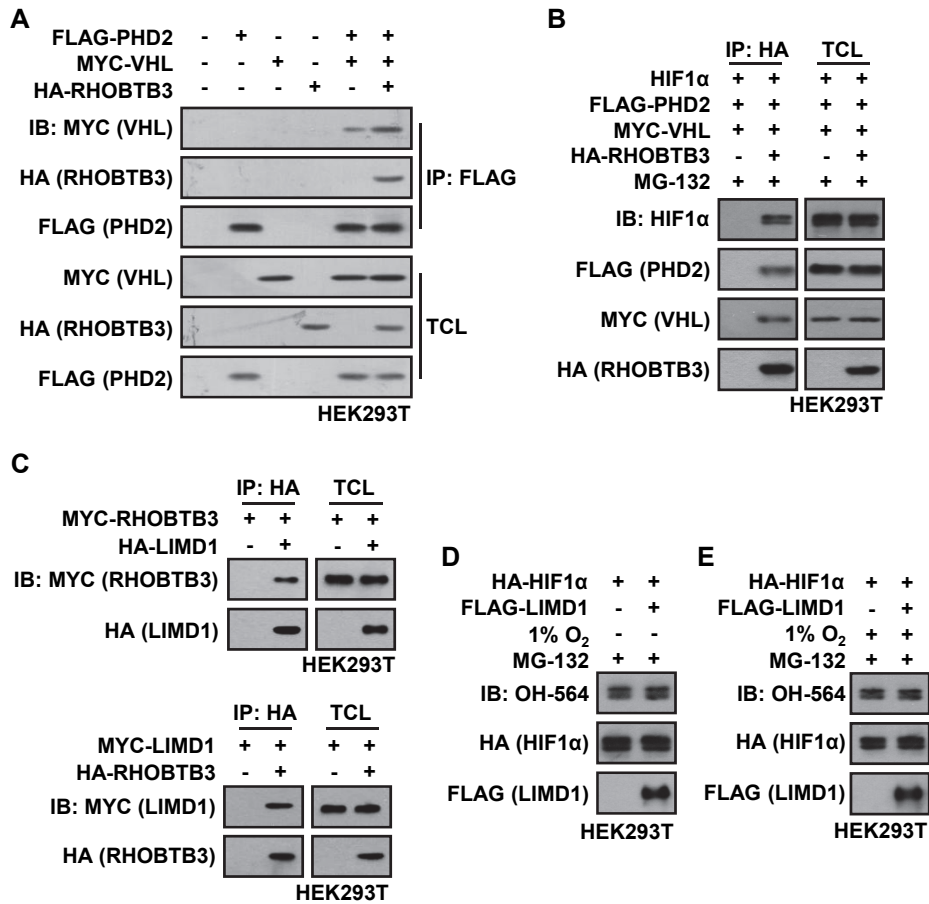 A
FLAG-PHD2 - + - - + +
MYC-VHL - - + - + +
HA-RHOBTB3 - - - + - +
IB: MYC (VHL)
HA (RHOBTB3)
IP: FLAG
FLAG (PHD2)
MYC (VHL)
HA (RHOBTB3)
TCL
FLAG (PHD2)
HEK293T
B
IP: HA TCL
HIF1α + + + +
FLAG-PHD2 + + + +
MYC-VHL + + + +
HA-RHOBTB3 - + - +
MG-132 + + + +
IB: HIF1α
FLAG (PHD2)
MYC (VHL)
HA (RHOBTB3)
HEK293T
C
IP: HA TCL
MYC-RHOBTB3 + + + +
HA-LIMD1 - + - +
IB: MYC (RHOBTB3)
HA (LIMD1)
HEK293T
IP: HA TCL
MYC-LIMD1 + + + +
HA-RHOBTB3 - + - +
IB: MYC (LIMD1)
HA (RHOBTB3)
HEK293T
D
HA-HIF1α + +
FLAG-LIMD1 - +
1% O₂ - -
MG-132 + +
IB: OH-564
HA (HIF1α)
FLAG (LIMD1)
HEK293T
E
HA-HIF1α + +
FLAG-LIMD1 - +
1% O₂ + +
MG-132 + +
IB: OH-564
HA (HIF1α)
FLAG (LIMD1)
HEK293T